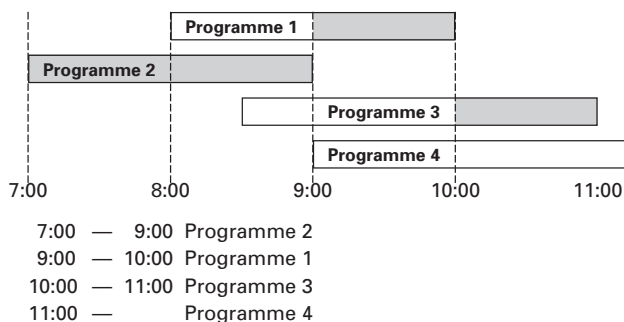 Programme 1
Programme 2
Programme 3
Programme 4
7:00 8:00 9:00 10:00 11:00
7:00 — 9:00 Programme 2
9:00 — 10:00 Programme 1
10:00 — 11:00 Programme 3
11:00 — Programme 4